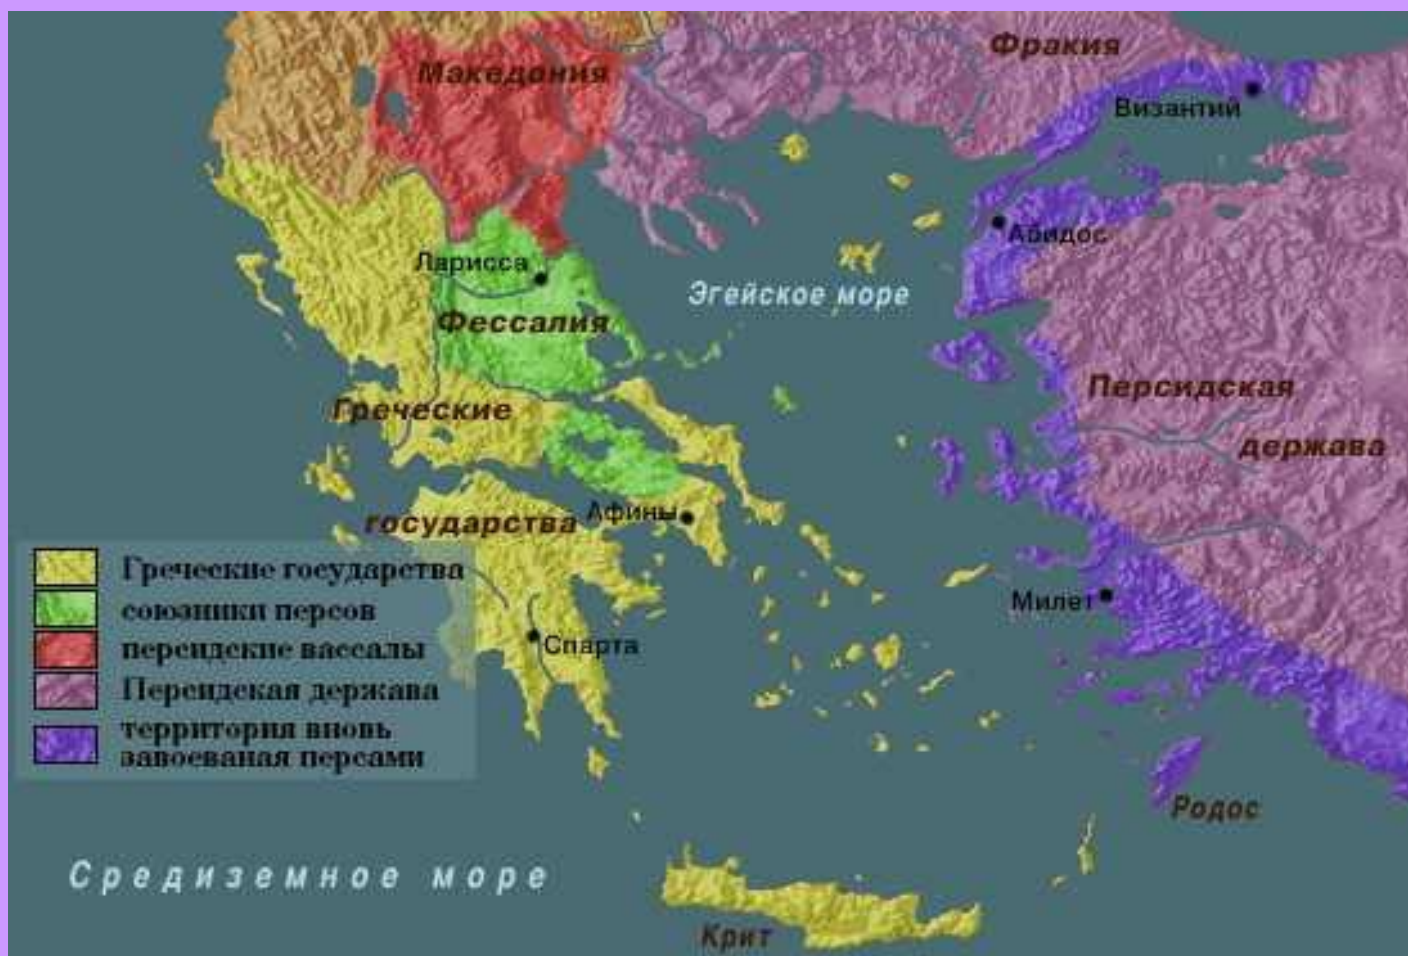 Фракия
Македония
Византий
Абидос
Ларисса
Эгейское море
Фессалия
Персидская
держава
Греческие
государства
Афины
Милет
Спарта
Греческие государства
союзники персов
персидские вассалы
Персидская держава
территория вновь
завоеваная персами
Родос
Средиземное море
Крит